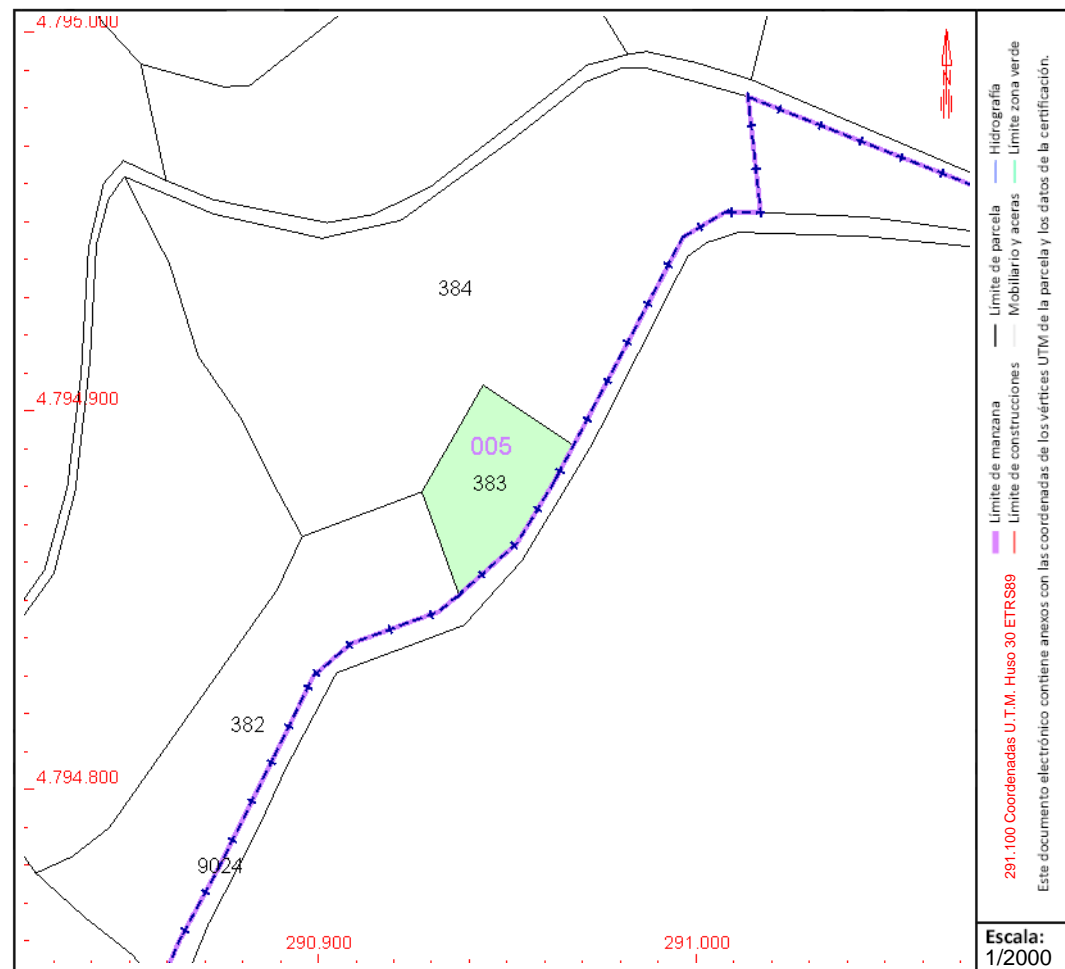 4.795.000
N
384
4.794.900
005
383
382
4.794.800
9024
290.900
291.000
Límite de manzana
Límite de parcela
Hidrografía
Límite de construcciones
Mobiliario y aceras
Límite zona verde
291.100 Coordenadas U.T.M. Huso 30 ETRS89
Este documento electrónico contiene anexos con las coordenadas de los vértices UTM de la parcela y los datos de la certificación.
Escala:
1/2000